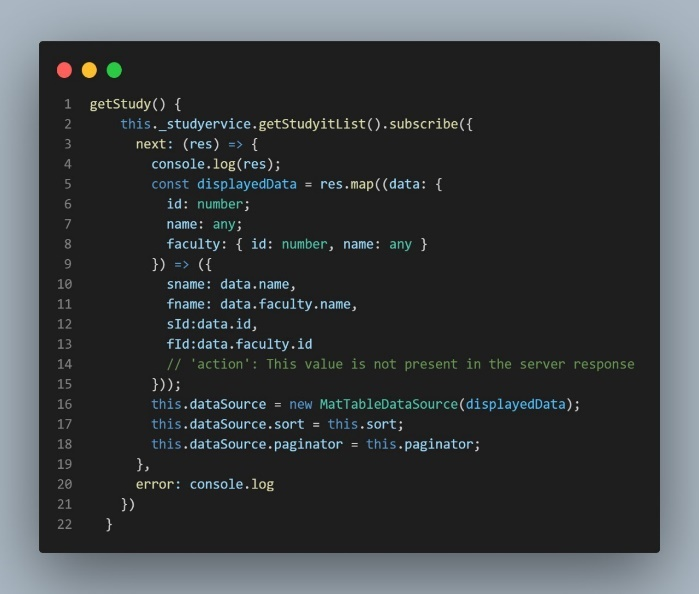 1 getStudy() {
2 this._studyervice.getStudyitList().subscribe({
3 next: (res) => {
4 console.log(res);
5 const displayedData = res.map((data: {
6 id: number;
7 name: any;
8 faculty: { id: number, name: any }
9 }) => ({
10 sname: data.name,
11 fname: data.faculty.name,
12 sId:data.id,
13 fId:data.faculty.id
14 // 'action': This value is not present in the server response
15 }));
16 this.dataSource = new MatTableDataSource(displayedData);
17 this.dataSource.sort = this.sort;
18 this.dataSource.paginator = this.paginator;
19 },
20 error: console.log
21 })
22 }